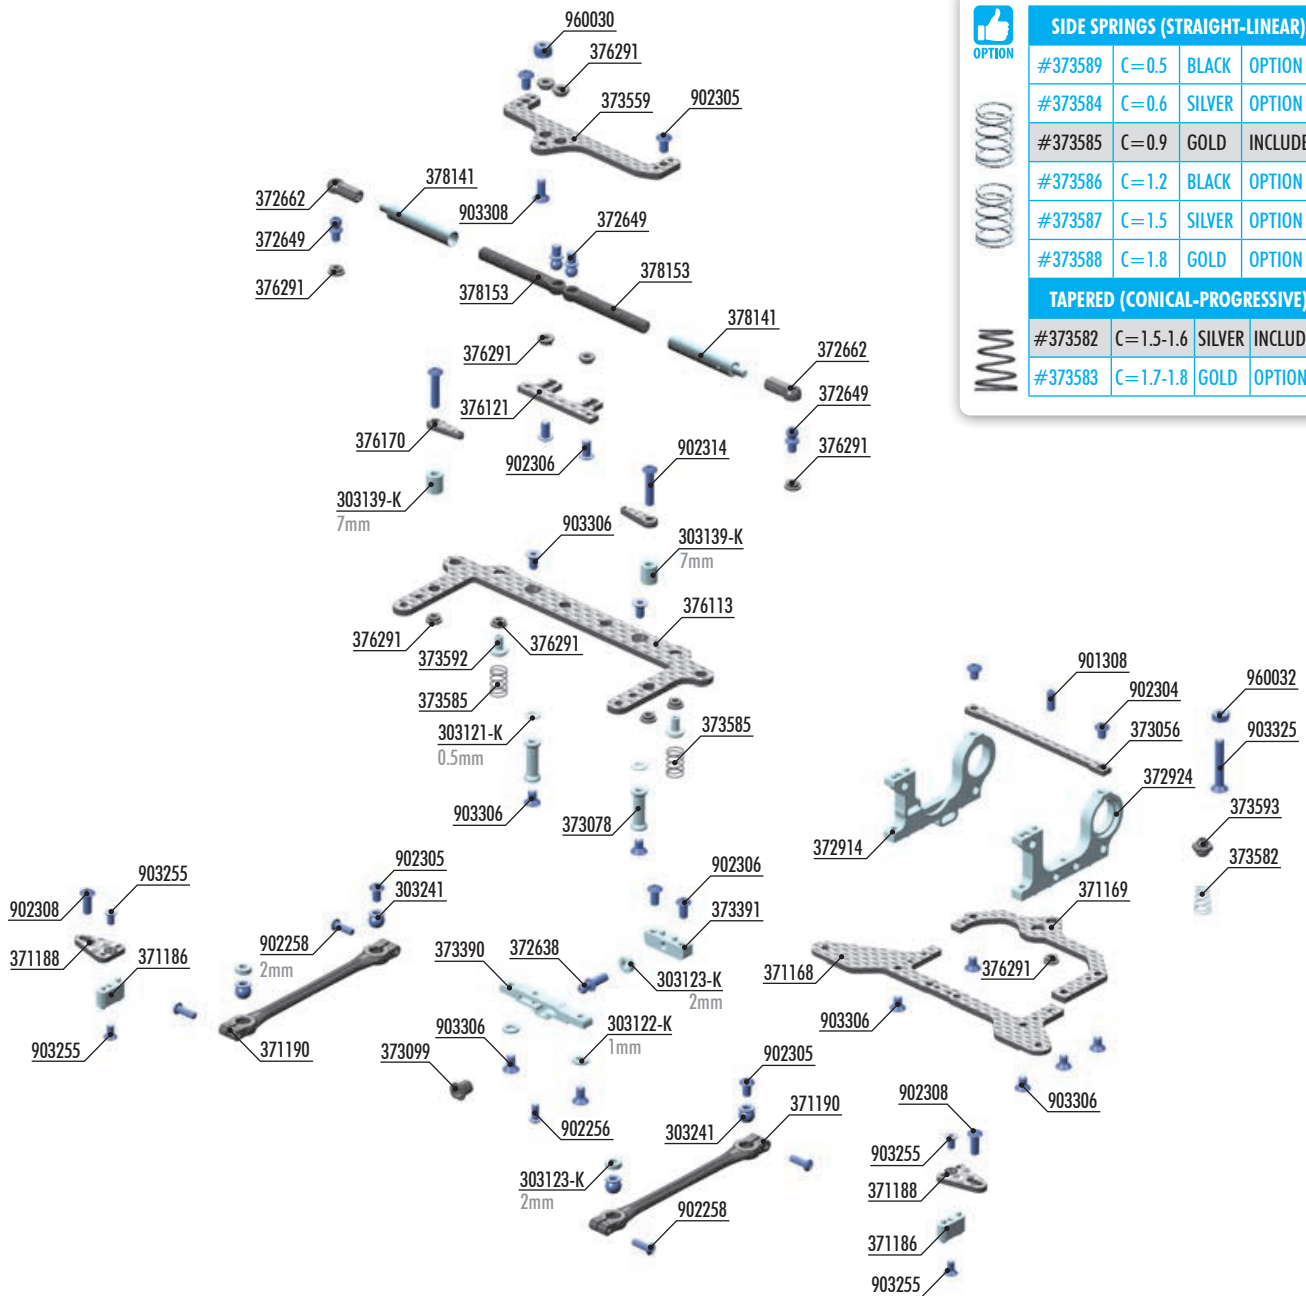 960030
376291
373559
902305
OPTION
SIDE SPRINGS (STRAIGHT-LINEAR)
#373589 C=0.5 BLACK OPTION
#373584 C=0.6 SILVER OPTION
#373585 C=0.9 GOLD INCLUDE
#373586 C=1.2 BLACK OPTION
#373587 C=1.5 SILVER OPTION
#373588 C=1.8 GOLD OPTION
TAPERED (CONICAL-PROGRESSIVE)
#373582 C=1.5-1.6 SILVER INCLUD
#373583 C=1.7-1.8 GOLD OPTION
372662
378141
903308
372649
372649
376291
378153
378153
378141
376291
372662
376121
372649
376170
902306
902314
376291
303139-K
7mm
903306
303139-K
7mm
376113
376291
373592
376291
373585
303121-K
0.5mm
373585
903306
373078
901308
960032
902304
373056
903325
372924
373593
372914
373582
903255
902305
902308
303241
902258
2mm
371188
371186
903255
371190
902306
373391
373390
372638
303123-K
2mm
903306
303122-K
1mm
373099
902256
371169
371168
376291
903306
903306
902305
371190
303241
303123-K
2mm
902258
902308
903255
371188
371186
903255